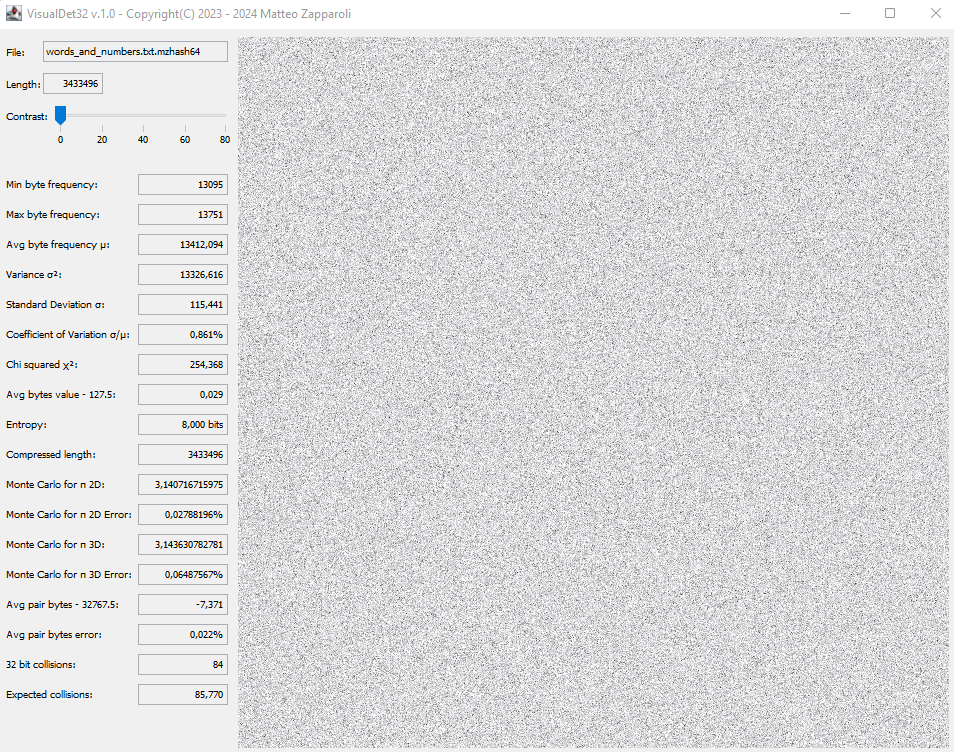 VisualDet32 v.1.0 - Copyright(C) 2023 - 2024 Matteo Zapparoli
File: words_and_numbers.txt.mzhash64
Length: 3433496
Contrast:
0 20 40 60 80
Min byte frequency: 13095
Max byte frequency: 13751
Avg byte frequency μ: 13412,094
Variance σ²: 13326,616
Standard Deviation σ: 115,441
Coefficient of Variation σ/μ: 0,861%
Chi squared χ²: 254,368
Avg bytes value - 127.5: 0,029
Entropy: 8,000 bits
Compressed length: 3433496
Monte Carlo for π 2D: 3,140716715975
Monte Carlo for π 2D Error: 0,02788196%
Monte Carlo for π 3D: 3,143630782781
Monte Carlo for π 3D Error: 0,06487567%
Avg pair bytes - 32767.5: -7,371
Avg pair bytes error: 0,022%
32 bit collisions: 84
Expected collisions: 85,770